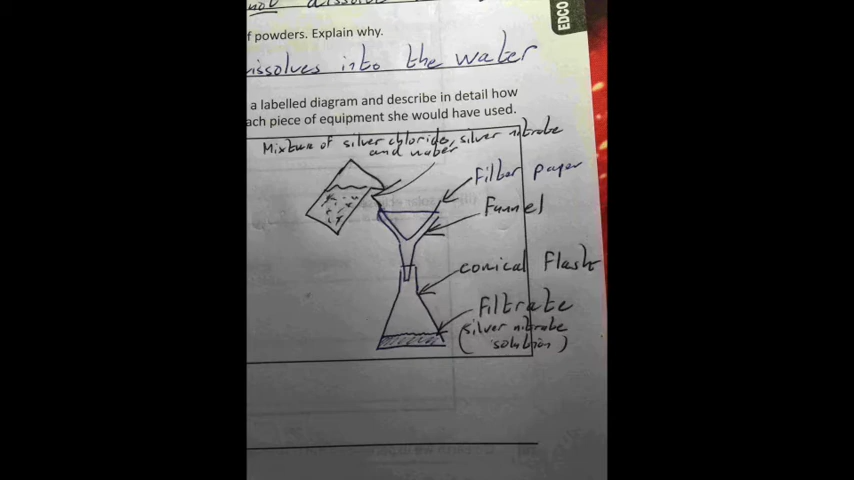 not dissolve
EDCO
f powders. Explain why.
issolves into the water
a labelled diagram and describe in detail how
ach piece of equipment she would have used.
Mixture of silver chloride, silver nitrate
and water
Filter paper
Funnel
conical Flask
Filtrate
(silver nitrate
solution)